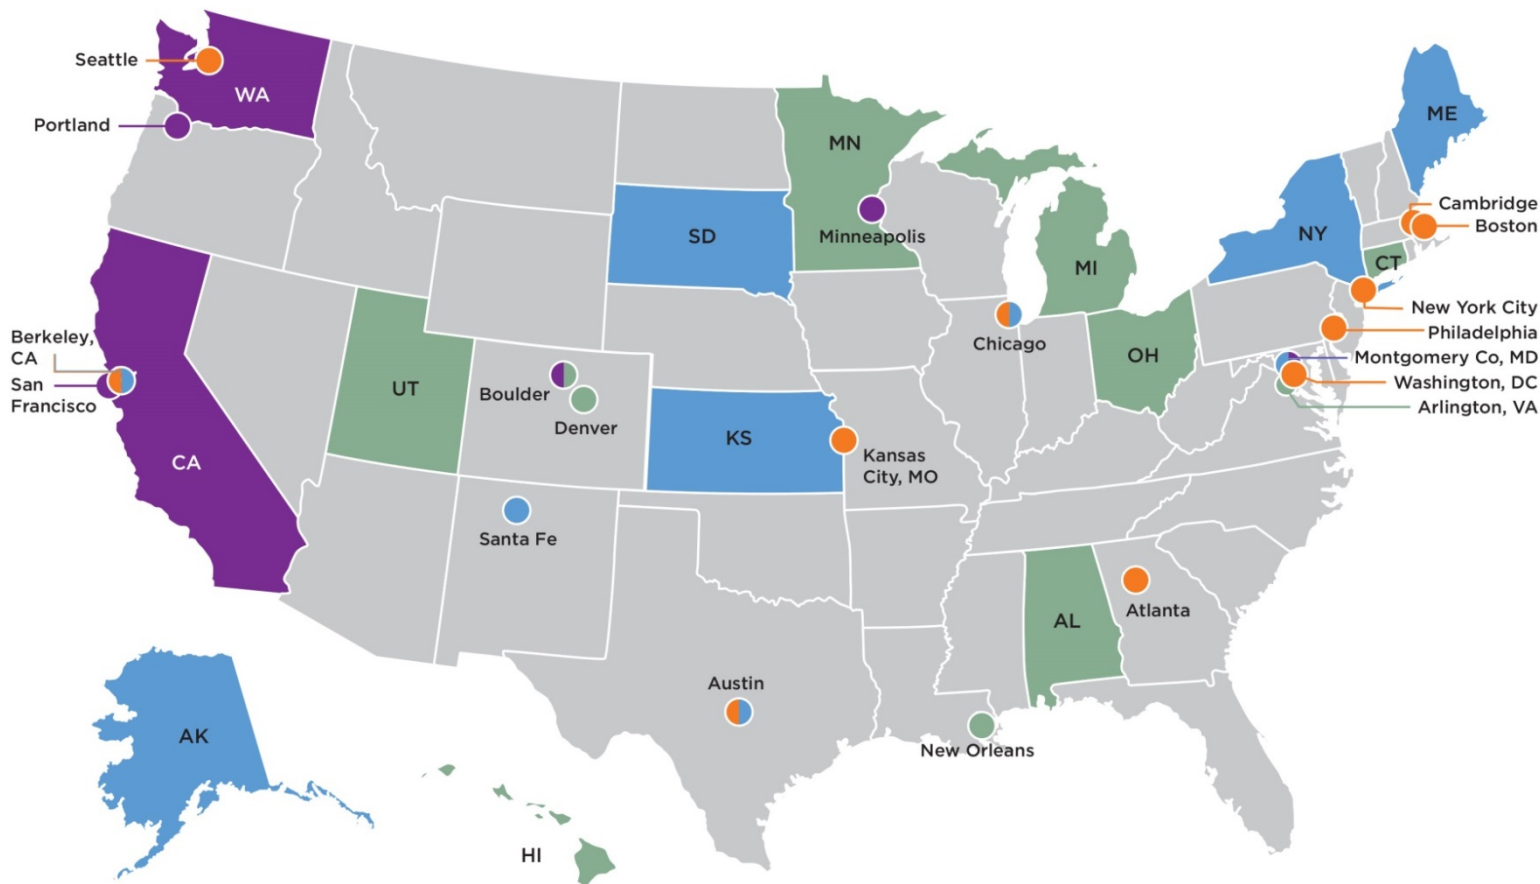 Seattle
WA
Portland
MN
ME
Cambridge
Boston
SD
Minneapolis
NY
MI
CT
New York City
Philadelphia
Berkeley,
CA
San
Francisco
Chicago
OH
Montgomery Co, MD
Washington, DC
Arlington, VA
UT
Boulder
Denver
KS
Kansas
City, MO
CA
Santa Fe
Atlanta
AL
Austin
New Orleans
AK
HI